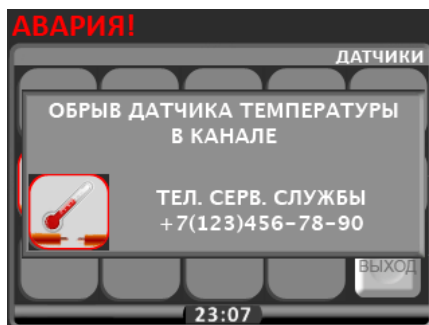 АВАРИЯ!
ДАТЧИКИ
ОБРЫВ ДАТЧИКА ТЕМПЕРАТУРЫ
В КАНАЛЕ
ТЕЛ. СЕРВ. СЛУЖБЫ
+7(123)456-78-90
ВЫХОД
23:07